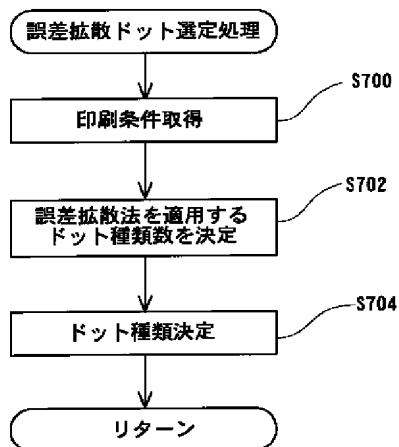 誤差拡散ドット選定処理
S700
印刷条件取得
S702
誤差拡散法を適用する
ドット種類数を決定
S704
ドット種類決定
リターン